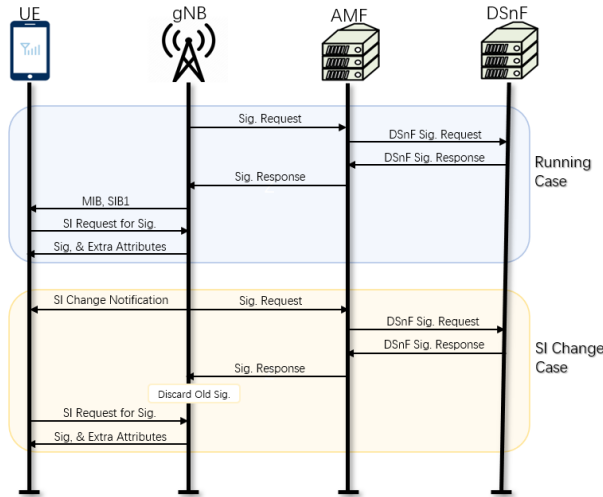 UE
gNB
AMF
DSnF
Sig. Request
DSnF Sig. Request
DSnF Sig. Response
Sig. Response
MIB, SIB1
SI Request for Sig.
Sig, & Extra Attributes
Running
Case
SI Change Notification
Sig. Request
DSnF Sig. Request
DSnF Sig. Response
Sig. Response
Discard Old Sig.
SI Request for Sig.
Sig, & Extra Attributes
SI Change
Case